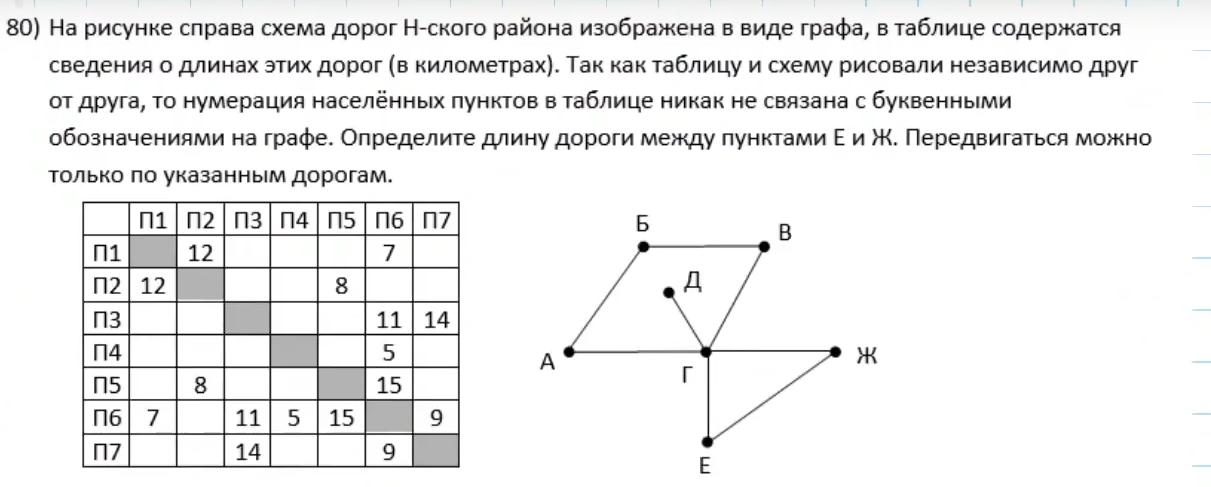 80) На рисунке справа схема дорог Н-ского района изображена в виде графа, в таблице содержатся
сведения о длинах этих дорог (в километрах). Так как таблицу и схему рисовали независимо друг
от друга, то нумерация населённых пунктов в таблице никак не связана с буквенными
обозначениями на графе. Определите длину дороги между пунктами Е и Ж. Передвигаться можно
только по указанным дорогам.
П1 П2 П3 П4 П5 П6 П7
П1 12 7
П2 12 8
П3 11 14
П4 5
П5 8 15
П6 7 11 5 15 9
П7 14 9
Б
В
Д
А
Г
Ж
Е